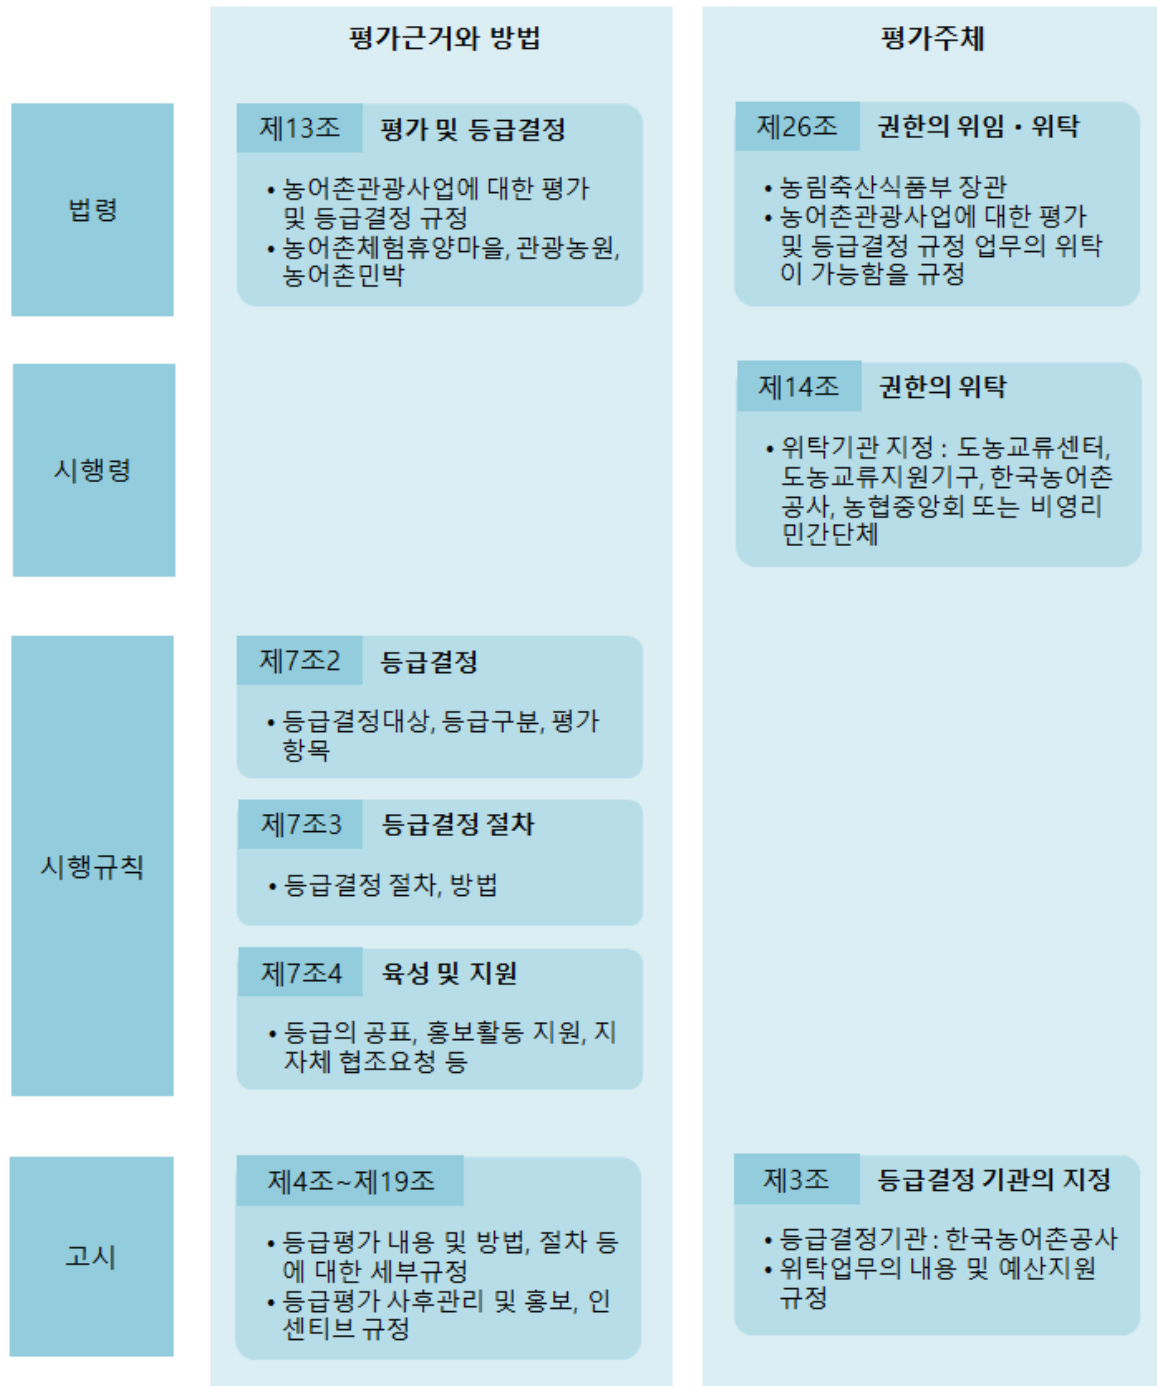 평가근거와 방법
평가주체
법령
제13조 평가 및 등급결정
• 농어촌관광사업에 대한 평가
및 등급결정 규정
• 농어촌체험휴양마을, 관광농원,
농어촌민박
제26조 권한의 위임・위탁
• 농림축산식품부 장관
• 농어촌관광사업에 대한 평가
및 등급결정 규정 업무의 위탁
이 가능함을 규정
시행령
제14조 권한의 위탁
• 위탁기관 지정 : 도농교류센터,
도농교류지원기구, 한국농어촌
공사, 농협중앙회 또는 비영리
민간단체
시행규칙
제7조2 등급결정
• 등급결정대상, 등급구분, 평가
항목
제7조3 등급결정 절차
• 등급결정 절차, 방법
제7조4 육성 및 지원
• 등급의 공표, 홍보활동 지원, 지
자체 협조요청 등
고시
제4조~제19조
• 등급평가 내용 및 방법, 절차 등
에 대한 세부규정
• 등급평가 사후관리 및 홍보, 인
센티브 규정
제3조 등급결정 기관의 지정
• 등급결정기관 : 한국농어촌공사
• 위탁업무의 내용 및 예산지원
규정